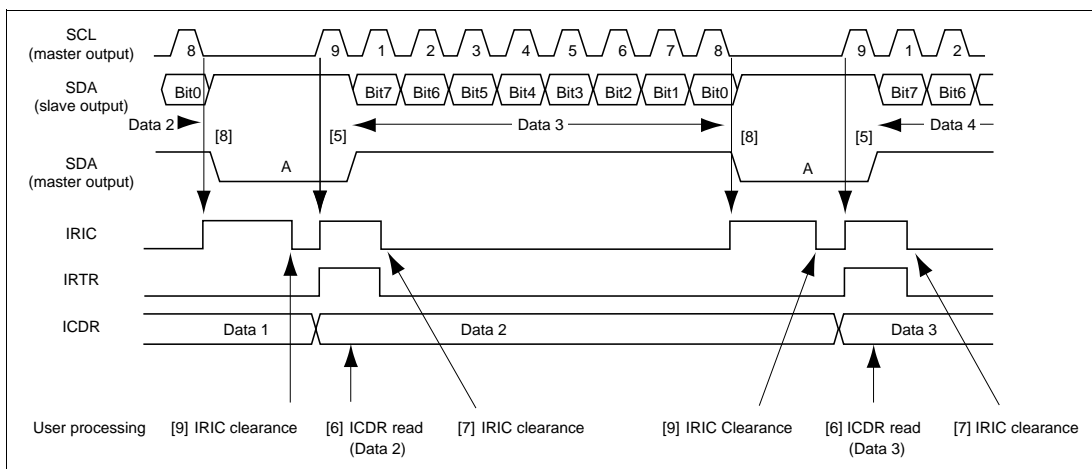 SCL
(master output)
8 9 1 2 3 4 5 6 7 8 9 1 2
SDA
(slave output)
Bit0 Bit7 Bit6 Bit5 Bit4 Bit3 Bit2 Bit1 Bit0 Bit7 Bit6
Data 2 [8] [5] Data 3 [8] [5] Data 4
SDA
(master output)
A A
IRIC
IRTR
ICDR Data 1 Data 2 Data 3
User processing [9] IRIC clearance [6] ICDR read [7] IRIC clearance [9] IRIC Clearance [6] ICDR read [7] IRIC clearance
(Data 2) (Data 3)